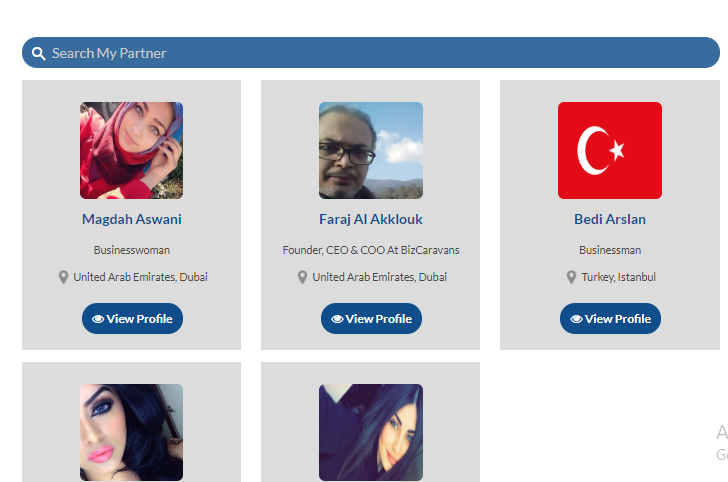 Search My Partner
Magdah Aswani
Faraj Al Akklouk
Bedi Arslan
Businesswoman
Founder, CEO & COO At BizCaravans
Businessman
United Arab Emirates, Dubai
United Arab Emirates, Dubai
Turkey, Istanbul
View Profile
View Profile
View Profile